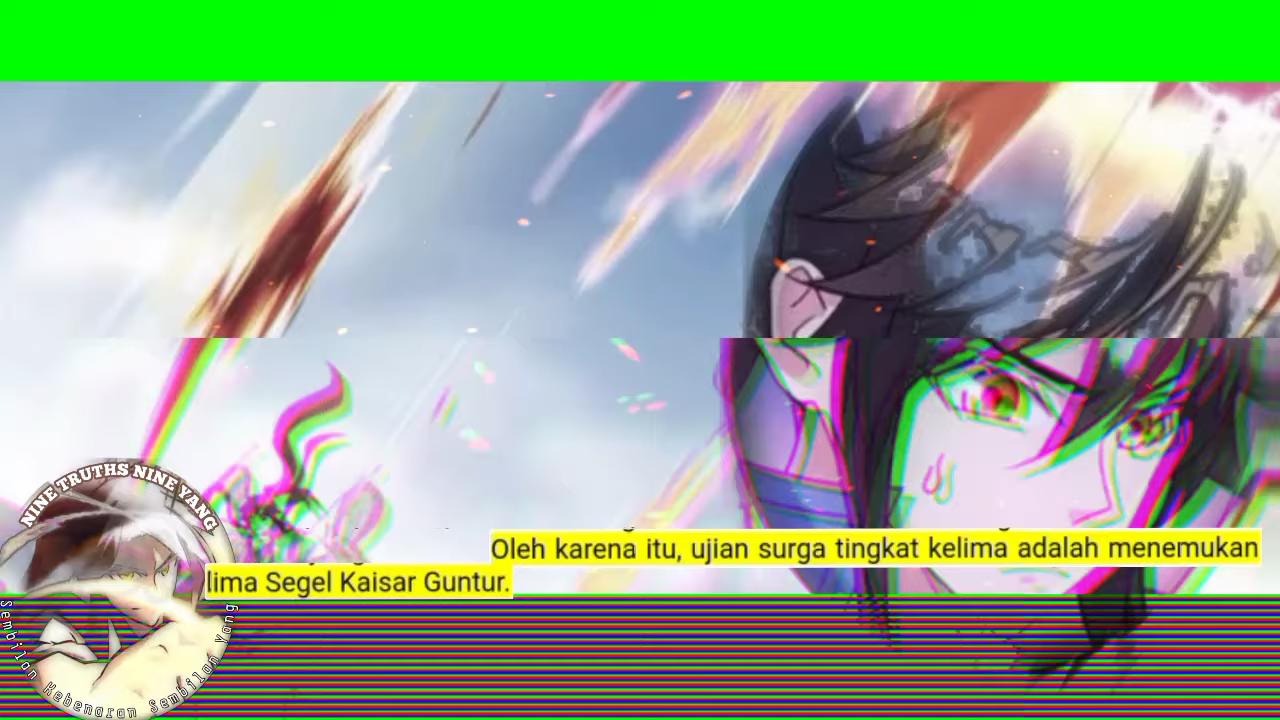 NINE TRUTHS NINE YANG
Oleh karena itu, ujian surga tingkat kelima adalah menemukan
lima Segel Kaisar Guntur.
Sembilan Kebenaran Sembilan Yang